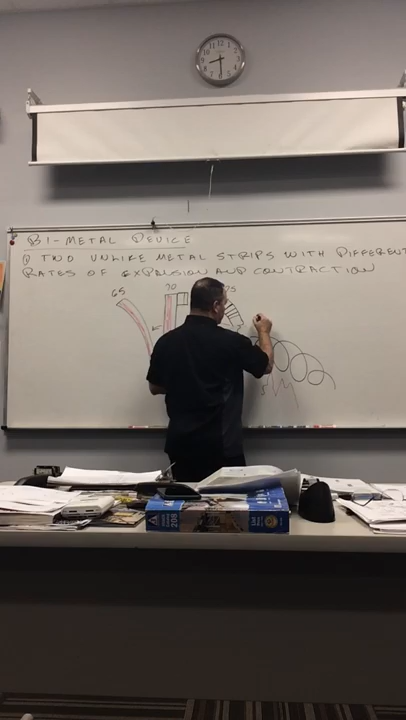 BI-METAL DEVICE
① TWO UNLIKE METAL STRIPS WITH DIFFERENT
RATES OF EXPANSION AND CONTRACTION
65
70
75